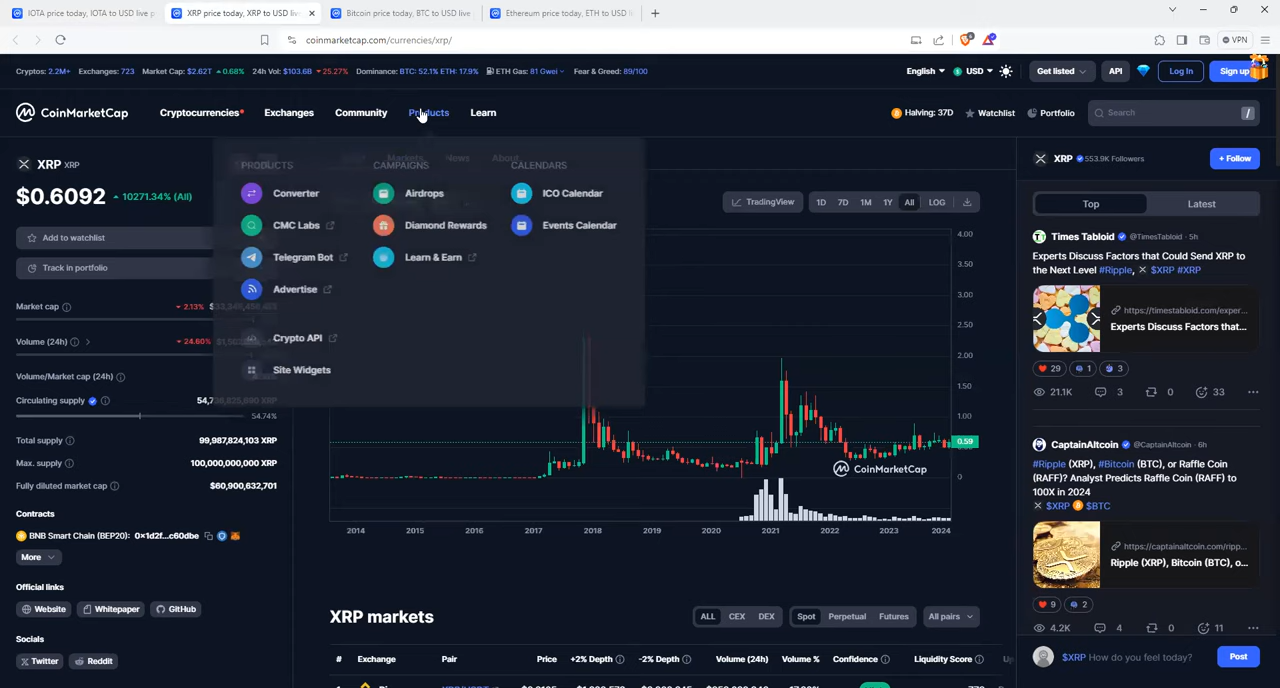 IOTA price today, IOTA to USD live p
XRP price today, XRP to USD live
Bitcoin price today, BTC to USD live
Ethereum price today, ETH to USD li
coinmarketcap.com/currencies/xrp/
VPN
Cryptos: 2.2M+ Exchanges: 723 Market Cap: $2.62T 0.68% 24h Vol: $103.6B 25.27% Dominance: BTC: 52.1% ETH: 17.9% ETH Gas: 81 Gwei Fear & Greed: 89/100
English USD Get listed API Log In Sign up
CoinMarketCap Cryptocurrencies Exchanges Community Products Learn
Halving: 37D Watchlist Portfolio Search /
XRP XRP
$0.6092 10271.34% (All)
Add to watchlist
Track in portfolio
Market cap 2.13%
Volume (24h) 24.60%
Volume/Market cap (24h)
Circulating supply
54.74%
Total supply 99,987,824,103 XRP
Max. supply 100,000,000,000 XRP
Fully diluted market cap $60,900,632,701
Contracts
BNB Smart Chain (BEP20): 0x1d2f...c60dbe
More
Official links
Website Whitepaper GitHub
Socials
Twitter Reddit
Markets News About
PRODUCTS CAMPAIGNS CALENDARS
Converter Airdrops ICO Calendar
CMC Labs Diamond Rewards Events Calendar
Telegram Bot Learn & Earn
Advertise
Crypto API
Site Widgets
TradingView 1D 7D 1M 1Y All LOG
4.00
3.50
3.00
2.50
2.00
1.50
1.00
0.59
0
CoinMarketCap
2014 2015 2016 2017 2018 2019 2020 2021 2022 2023 2024
XRP markets
ALL CEX DEX Spot Perpetual Futures All pairs
# Exchange Pair Price +2% Depth -2% Depth Volume (24h) Volume % Confidence Liquidity Score
XRP 553.9K Followers + Follow
Top Latest
Times Tabloid @TimesTabloid · 5h
Experts Discuss Factors that Could Send XRP to
the Next Level #Ripple, $XRP #XRP
https://timestabloid.com/exper...
Experts Discuss Factors that...
29 1 3
21.1K 3 0 33
CaptainAltcoin @CaptainAltcoin · 6h
#Ripple (XRP), #Bitcoin (BTC), or Raffle Coin
(RAFF)? Analyst Predicts Raffle Coin (RAFF) to
100X in 2024
$XRP $BTC
https://captainaltcoin.com/ripp...
Ripple (XRP), Bitcoin (BTC), o...
9 2
4.2K 4 0 11
$XRP How do you feel today? Post